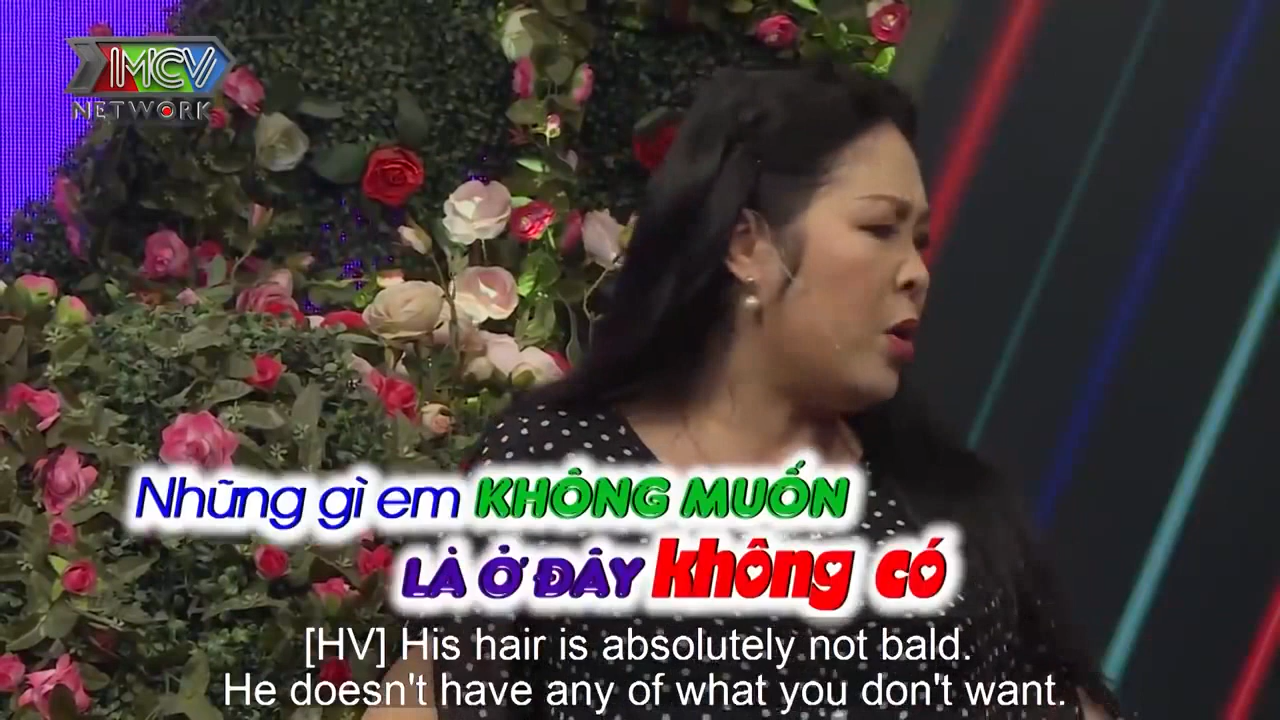 MCV
NETWORK
Những gì em KHÔNG MUỐN
LÀ Ở ĐÂY không có
[HV] His hair is absolutely not bald.
He doesn't have any of what you don't want.